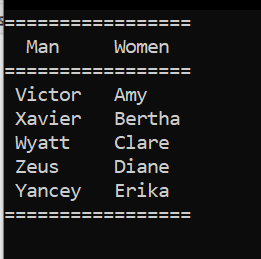 =================
  Man     Women
=================
 Victor   Amy
 Xavier   Bertha
 Wyatt    Clare
 Zeus     Diane
 Yancey   Erika
=================